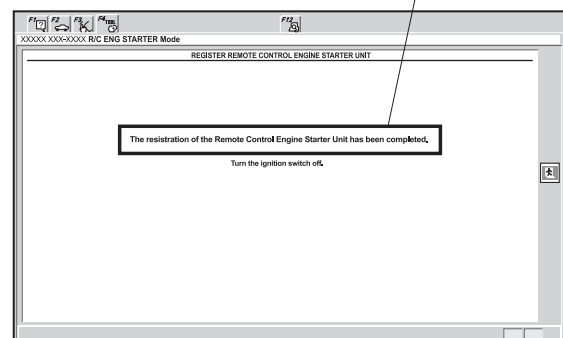 F1 F2 F3 F4 TOOL F12
XXXXX XXX-XXXX R/C ENG STARTER Mode
REGISTER REMOTE CONTROL ENGINE STARTER UNIT
The resistration of the Remote Control Engine Starter Unit has been completed.
Turn the ignition switch off.